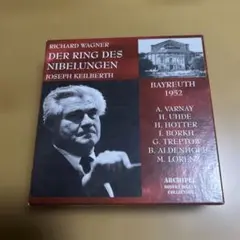 RICHARD WAGNER
DER RING DES
NIBELUNGEN
JOSEPH KEILBERTH
BAYREUTH
1952
A. VARNAY
H. UHDE
H. HOTTER
I. BORKH
G. TREPTOW
B. ALDENHOFF
M. LORENZ
ARCHIPEL